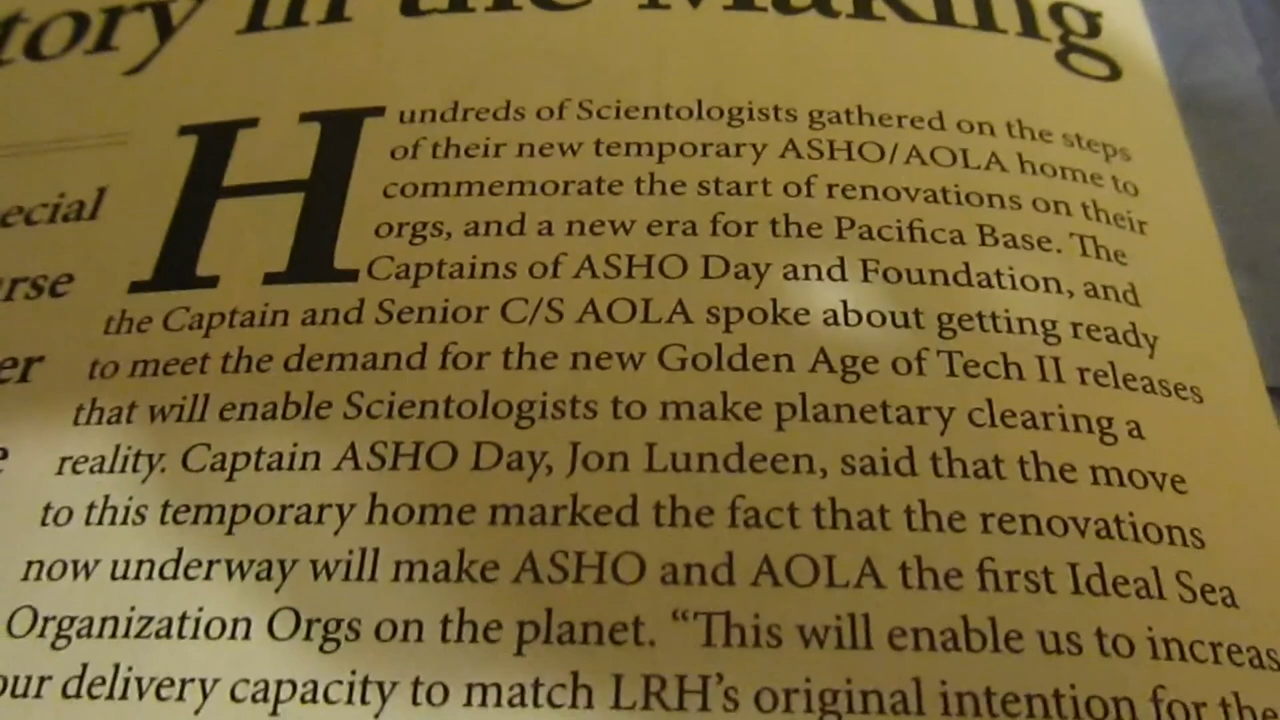 tory in the Making
Hundreds of Scientologists gathered on the steps
of their new temporary ASHO/AOLA home to
commemorate the start of renovations on their
orgs, and a new era for the Pacifica Base. The
Captains of ASHO Day and Foundation, and
the Captain and Senior C/S AOLA spoke about getting ready
to meet the demand for the new Golden Age of Tech II releases
that will enable Scientologists to make planetary clearing a
reality. Captain ASHO Day, Jon Lundeen, said that the move
to this temporary home marked the fact that the renovations
now underway will make ASHO and AOLA the first Ideal Sea
Organization Orgs on the planet. “This will enable us to increas
our delivery capacity to match LRH’s original intention for the
ecial
rse
er
e